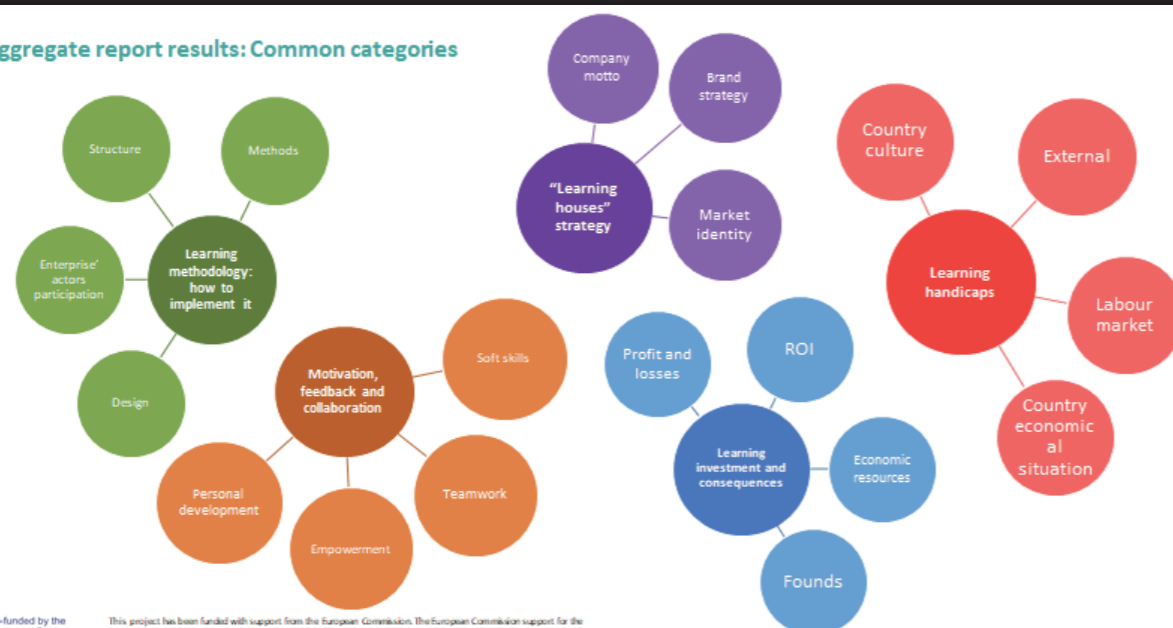 ggregate report results: Common categories
Structure
Methods
Enterprise'
actors
participation
Learning
methodology:
how to
implement it
Design
Motivation,
feedback and
collaboration
Soft skills
Teamwork
Empowerment
Personal
development
Company
motto
Brand
strategy
"Learning
houses"
strategy
Market
identity
Profit and
losses
ROI
Learning
investment and
consequences
Economic
resources
Founds
Country
culture
External
Learning
handicaps
Labour
market
Country
economic
al
situation
-funded by the
This project has been funded with support from the European Commission. The European Commission support for the